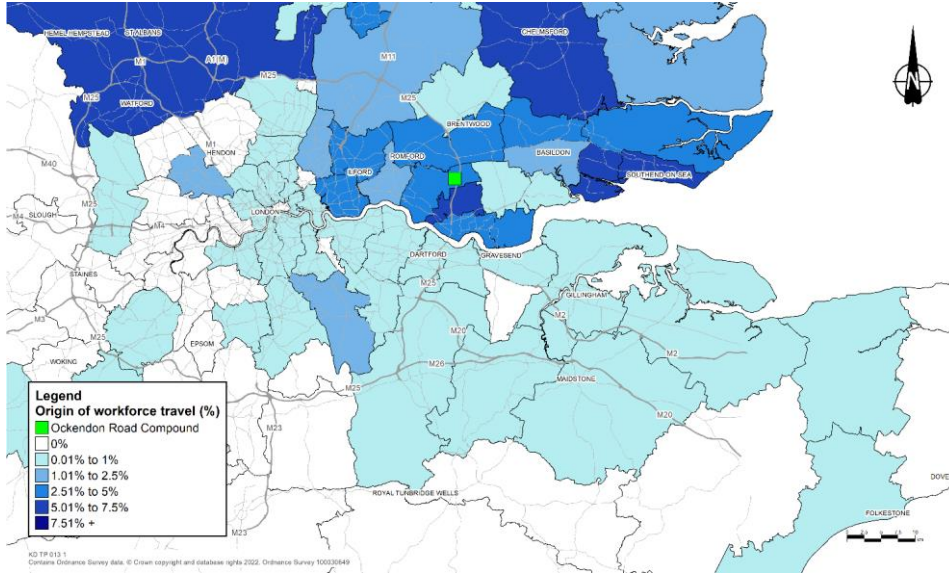 HEMEL HEMPSTEAD
ST ALBANS
CHELMSFORD
M1
A1(M)
M11
M25
M25
WATFORD
M25
BRENTWOOD
M1
HENDON
M40
ROMFORD
BASILDON
ILFORD
SOUTHEND-ON-SEA
M25
LONDON
SLOUGH
M4
M4
DARTFORD
GRAVESEND
STAINES
M25
GILLINGHAM
M3
M2
M20
M25
EPSOM
M2
WOKING
M26
MAIDSTONE
M25
M20
M23
ROYAL TUNBRIDGE WELLS
DOVE
FOLKESTONE
M23
N
Legend
Origin of workforce travel (%)
Ockendon Road Compound
0%
0.01% to 1%
1.01% to 2.5%
2.51% to 5%
5.01% to 7.5%
7.51% +
KD TP 013 1
Contains Ordnance Survey data. © Crown copyright and database rights 2022. Ordnance Survey 100030649